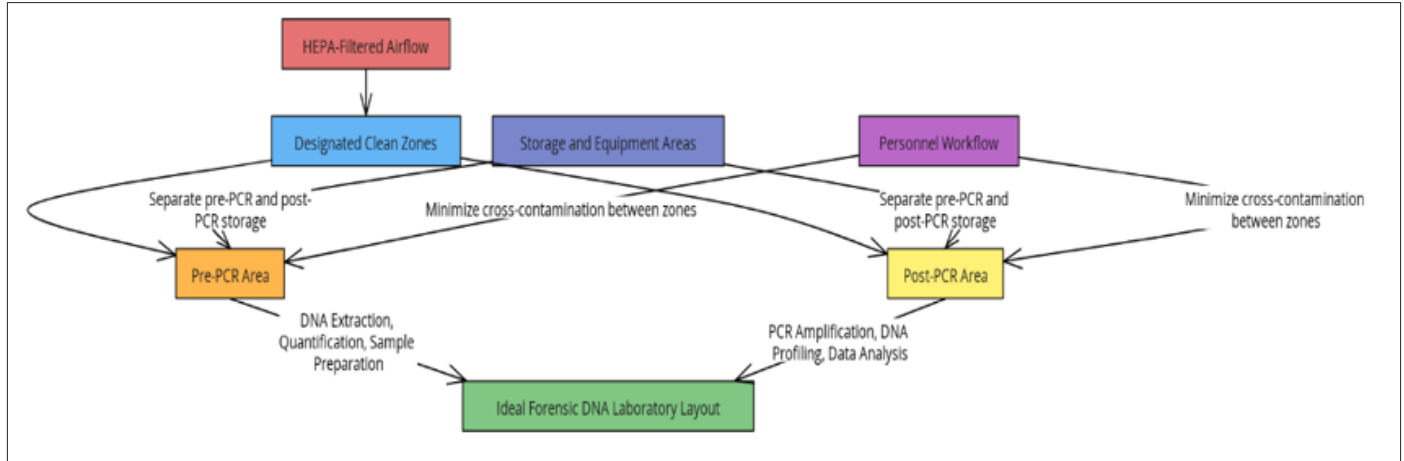 HEPA-Filtered Airflow
Designated Clean Zones
Storage and Equipment Areas
Personnel Workflow
Separate pre-PCR and post-
PCR storage
Minimize cross-contamination between zones
Separate pre-PCR and
post-PCR storage
Minimize cross-contamination
between zones
Pre-PCR Area
Post-PCR Area
DNA Extraction,
Quantification, Sample
Preparation
PCR Amplification, DNA
Profiling, Data Analysis
Ideal Forensic DNA Laboratory Layout